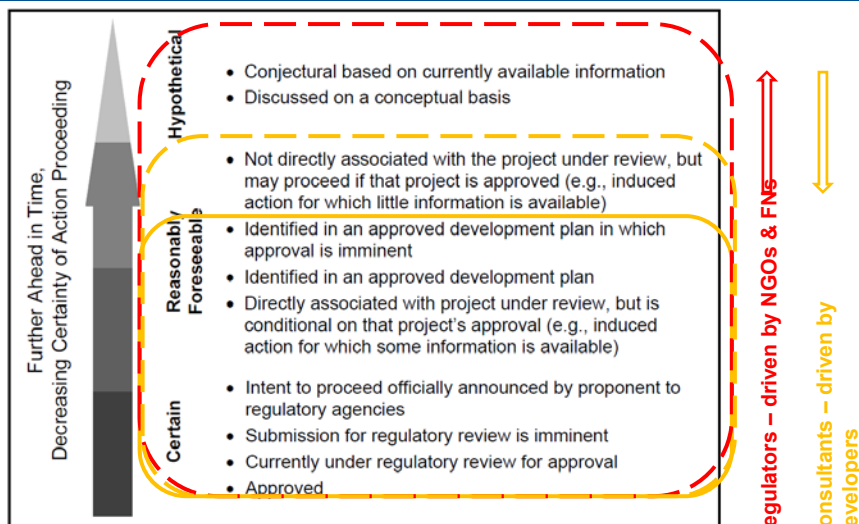 Further Ahead in Time,
Decreasing Certainty of Action Proceeding
Hypothetical
• Conjectural based on currently available information
• Discussed on a conceptual basis
Reasonably
Foreseeable
• Not directly associated with the project under review, but
may proceed if that project is approved (e.g., induced
action for which little information is available)
• Identified in an approved development plan in which
approval is imminent
• Identified in an approved development plan
• Directly associated with project under review, but is
conditional on that project's approval (e.g., induced
action for which some information is available)
Certain
• Intent to proceed officially announced by proponent to
regulatory agencies
• Submission for regulatory review is imminent
• Currently under regulatory review for approval
• Approved
egulators – driven by NGOs & FNs
onsultants – driven by
evelopers